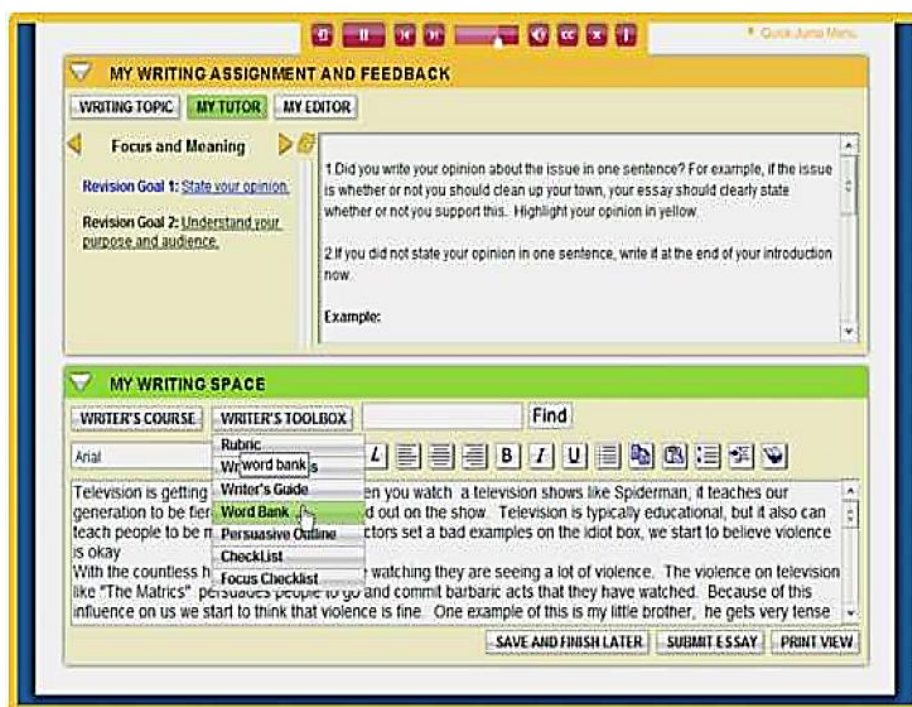 Quick Jump Menu
MY WRITING ASSIGNMENT AND FEEDBACK
WRITING TOPIC MY TUTOR MY EDITOR
Focus and Meaning
Revision Goal 1: State your opinion.
Revision Goal 2: Understand your
purpose and audience.
1.Did you write your opinion about the issue in one sentence? For example, if the issue
is whether or not you should clean up your town, your essay should clearly state
whether or not you support this. Highlight your opinion in yellow.
2.If you did not state your opinion in one sentence, write it at the end of your introduction
now.
Example:
MY WRITING SPACE
WRITER'S COURSE WRITER'S TOOLBOX Find
Rubric
word bank
Writer's Guide
Word Bank
Persuasive Outline
CheckList
Focus Checklist
Arial B I U
Television is getting en you watch a television shows like Spiderman, it teaches our
generation to be d out on the show. Television is typically educational, but it also can
teach people to be ctors set a bad examples on the idiot box, we start to believe violence
is okay
With the countless watching they are seeing a lot of violence. The violence on television
like "The Matrics" persuades people to go and commit barbaric acts that they have watched. Because of this
influence on us we start to think that violence is fine. One example of this is my little brother, he gets very tense
SAVE AND FINISH LATER SUBMIT ESSAY PRINT VIEW